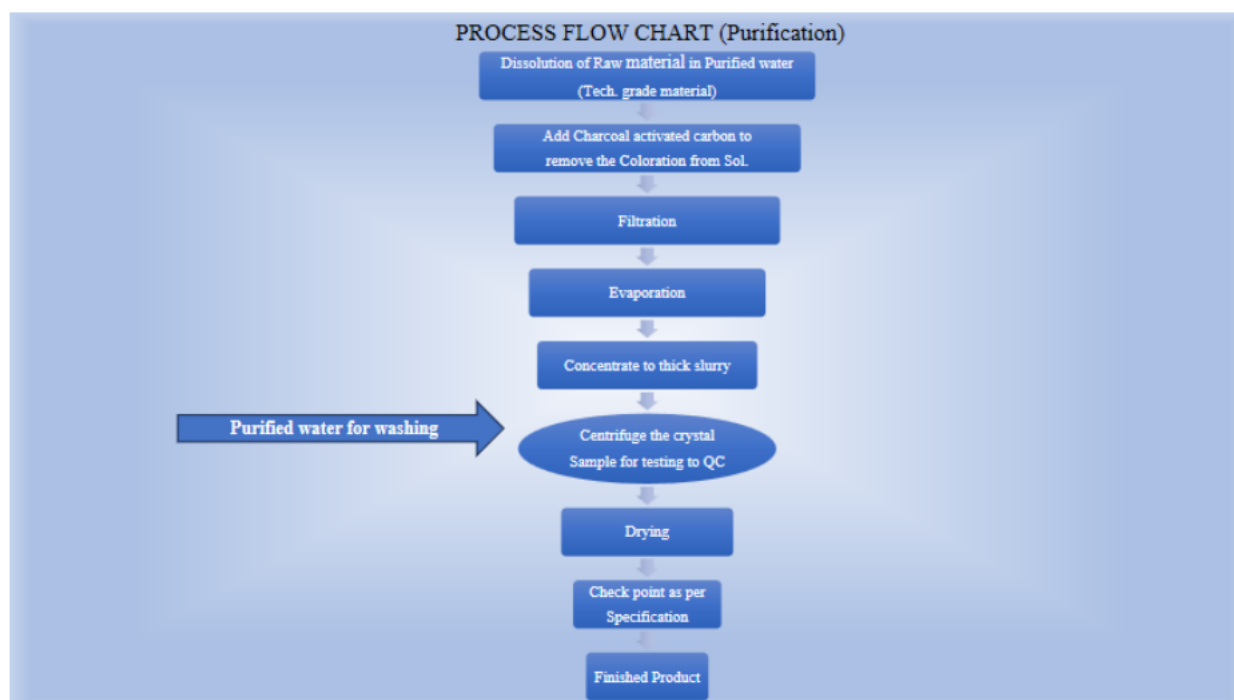 PROCESS FLOW CHART (Purification)
Dissolution of Raw material in Purified water
(Tech. grade material)
Add Charcoal activated carbon to
remove the Coloration from Sol.
Filtration
Evaporation
Concentrate to thick slurry
Purified water for washing
Centrifuge the crystal
Sample for testing to QC
Drying
Check point as per
Specification
Finished Product